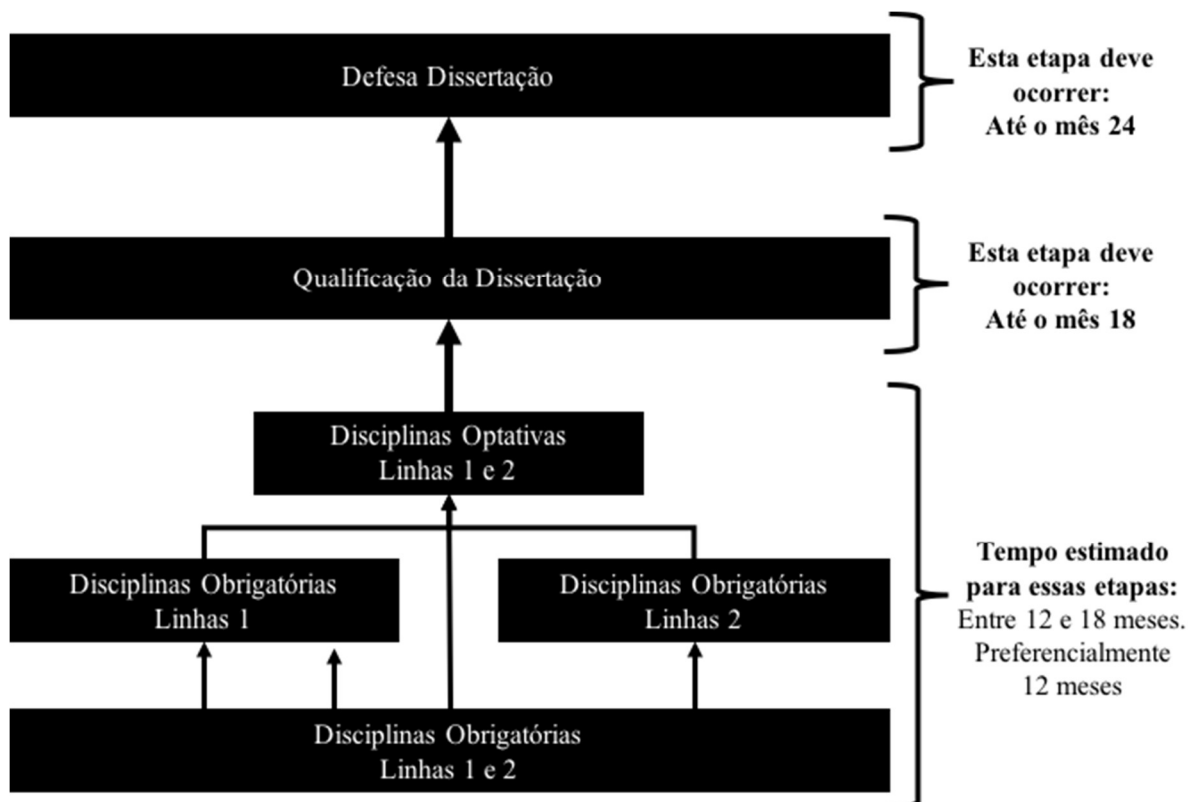 Defesa Dissertação
Esta etapa deve
ocorrer:
Até o mês 24
Qualificação da Dissertação
Esta etapa deve
ocorrer:
Até o mês 18
Disciplinas Optativas
Linhas 1 e 2
Disciplinas Obrigatórias
Linhas 1
Disciplinas Obrigatórias
Linhas 2
Tempo estimado
para essas etapas:
Entre 12 e 18 meses.
Preferencialmente
12 meses
Disciplinas Obrigatórias
Linhas 1 e 2